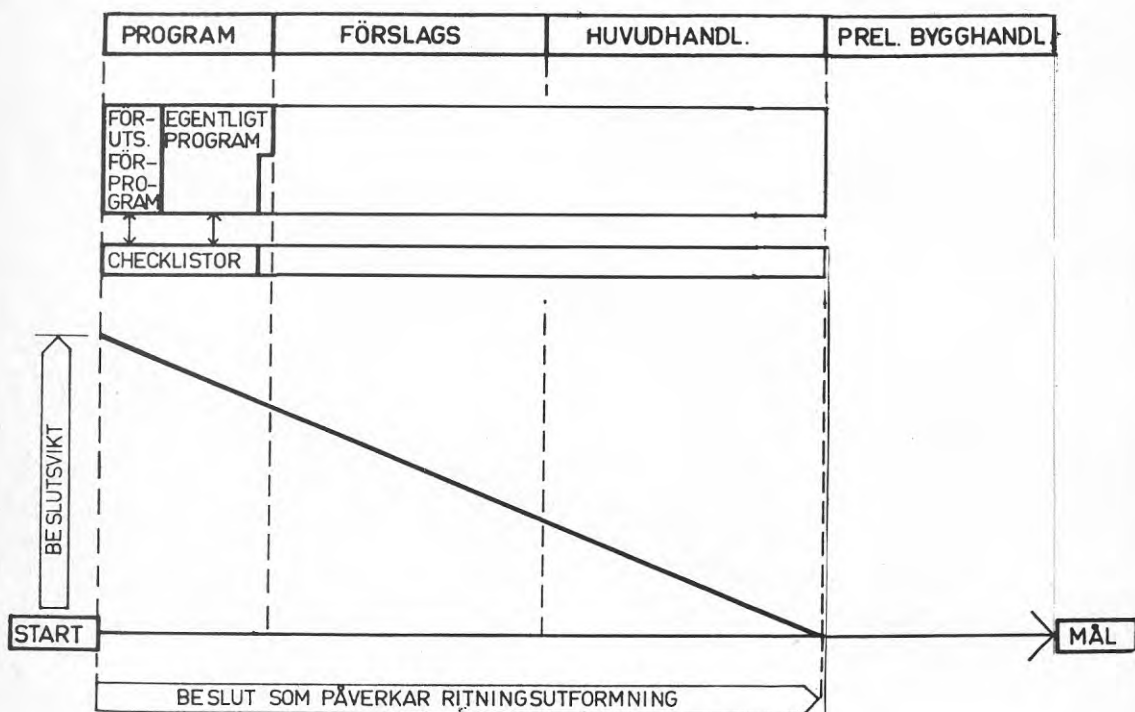 PROGRAM
FÖRSLAGS
HUVUDHANDL.
PREL. BYGGHANDL.
FÖR-
UTS.
FÖR-
PRO-
GRAM
EGENTLIGT
PROGRAM
CHECKLISTOR
BESLUTSVIKT
START
MÅL
BESLUT SOM PÅVERKAR RITNINGSUTFORMNING